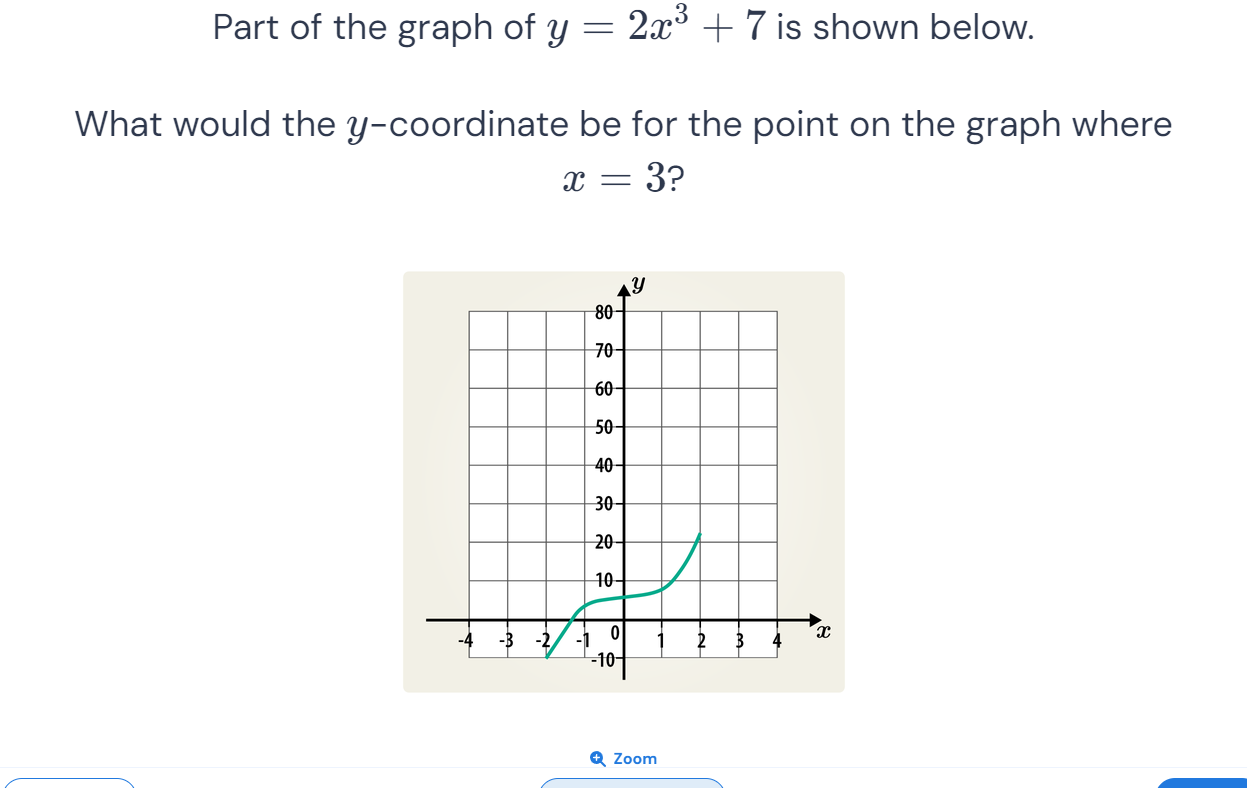 Part of the graph of y = 2x³ + 7 is shown below.
What would the y-coordinate be for the point on the graph where
x = 3?
y
80
70
60
50
40
30
20
10
-4 -3 -2 -1 0 1 2 3 4 x
-10
Zoom